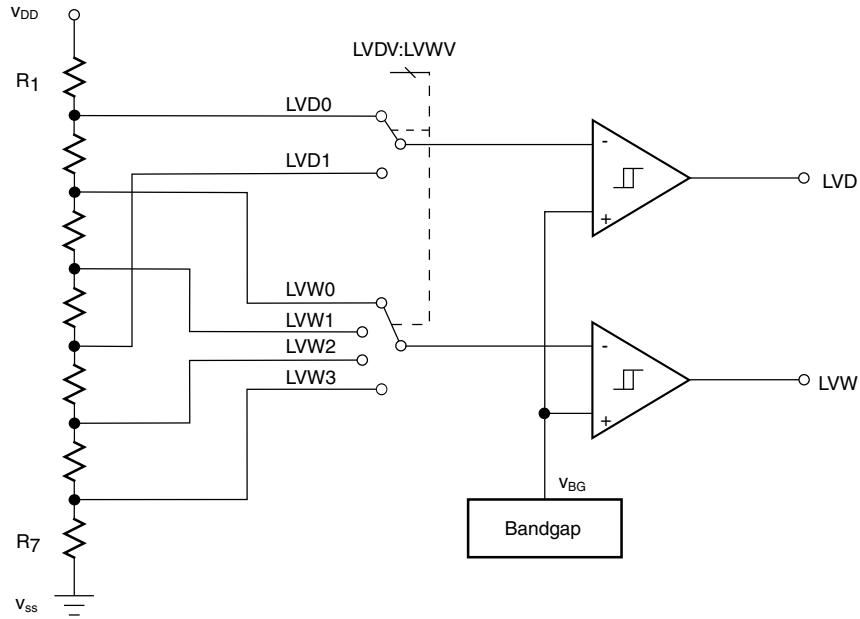 VDD
LVDV:LVWV
R1
LVD0
-
LVD1
LVD
+
LVW0
LVW1
-
LVW2
LVW
LVW3
+
VBG
Bandgap
R7
Vss